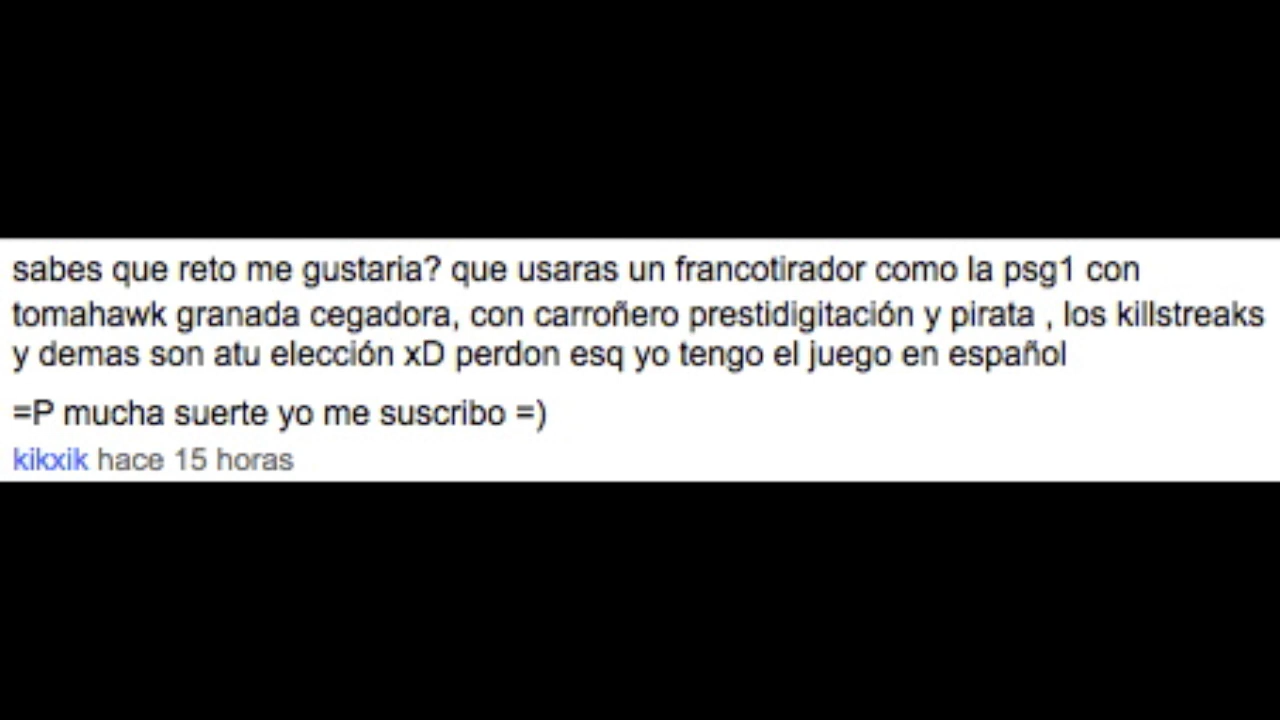 sabes que reto me gustaria? que usaras un francotirador como la psg1 con
tomahawk granada cegadora, con carroñero prestidigitación y pirata , los killstreaks
y demas son atu elección xD perdon esq yo tengo el juego en español
=P mucha suerte yo me suscribo =)
kikxik hace 15 horas